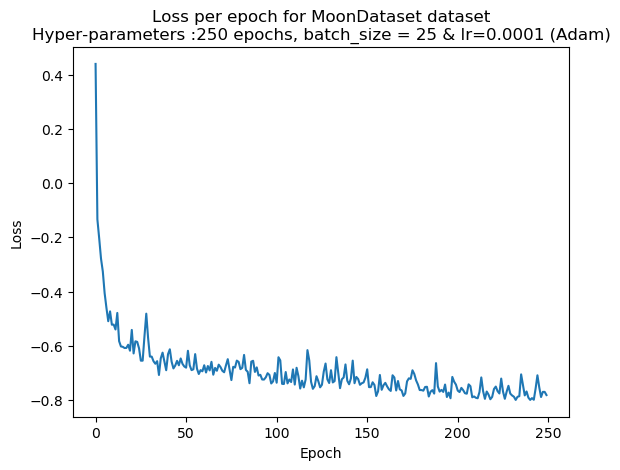 Loss per epoch for MoonDataset dataset
Hyper-parameters :250 epochs, batch_size = 25 & lr=0.0001 (Adam)
0.4
0.2
0.0
−0.2
−0.4
−0.6
−0.8
Loss
0 50 100 150 200 250
Epoch